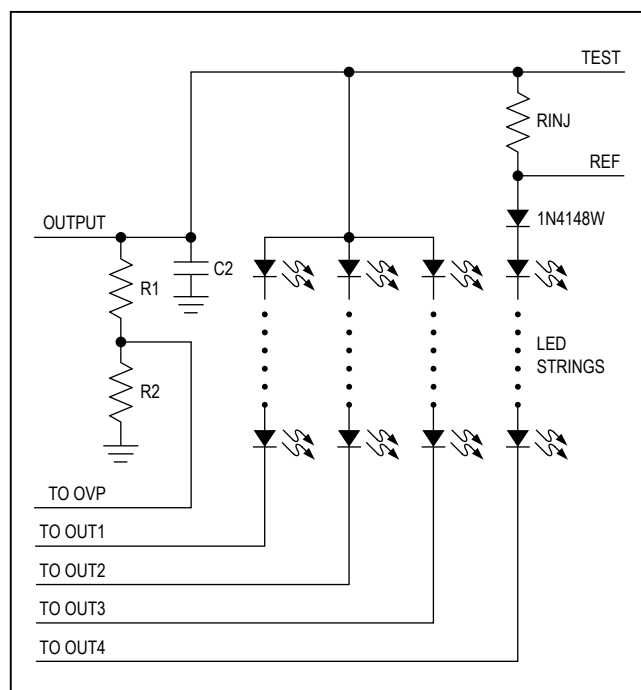 TEST
RINJ
REF
1N4148W
OUTPUT
C2
R1
R2
LED
STRINGS
TO OVP
TO OUT1
TO OUT2
TO OUT3
TO OUT4